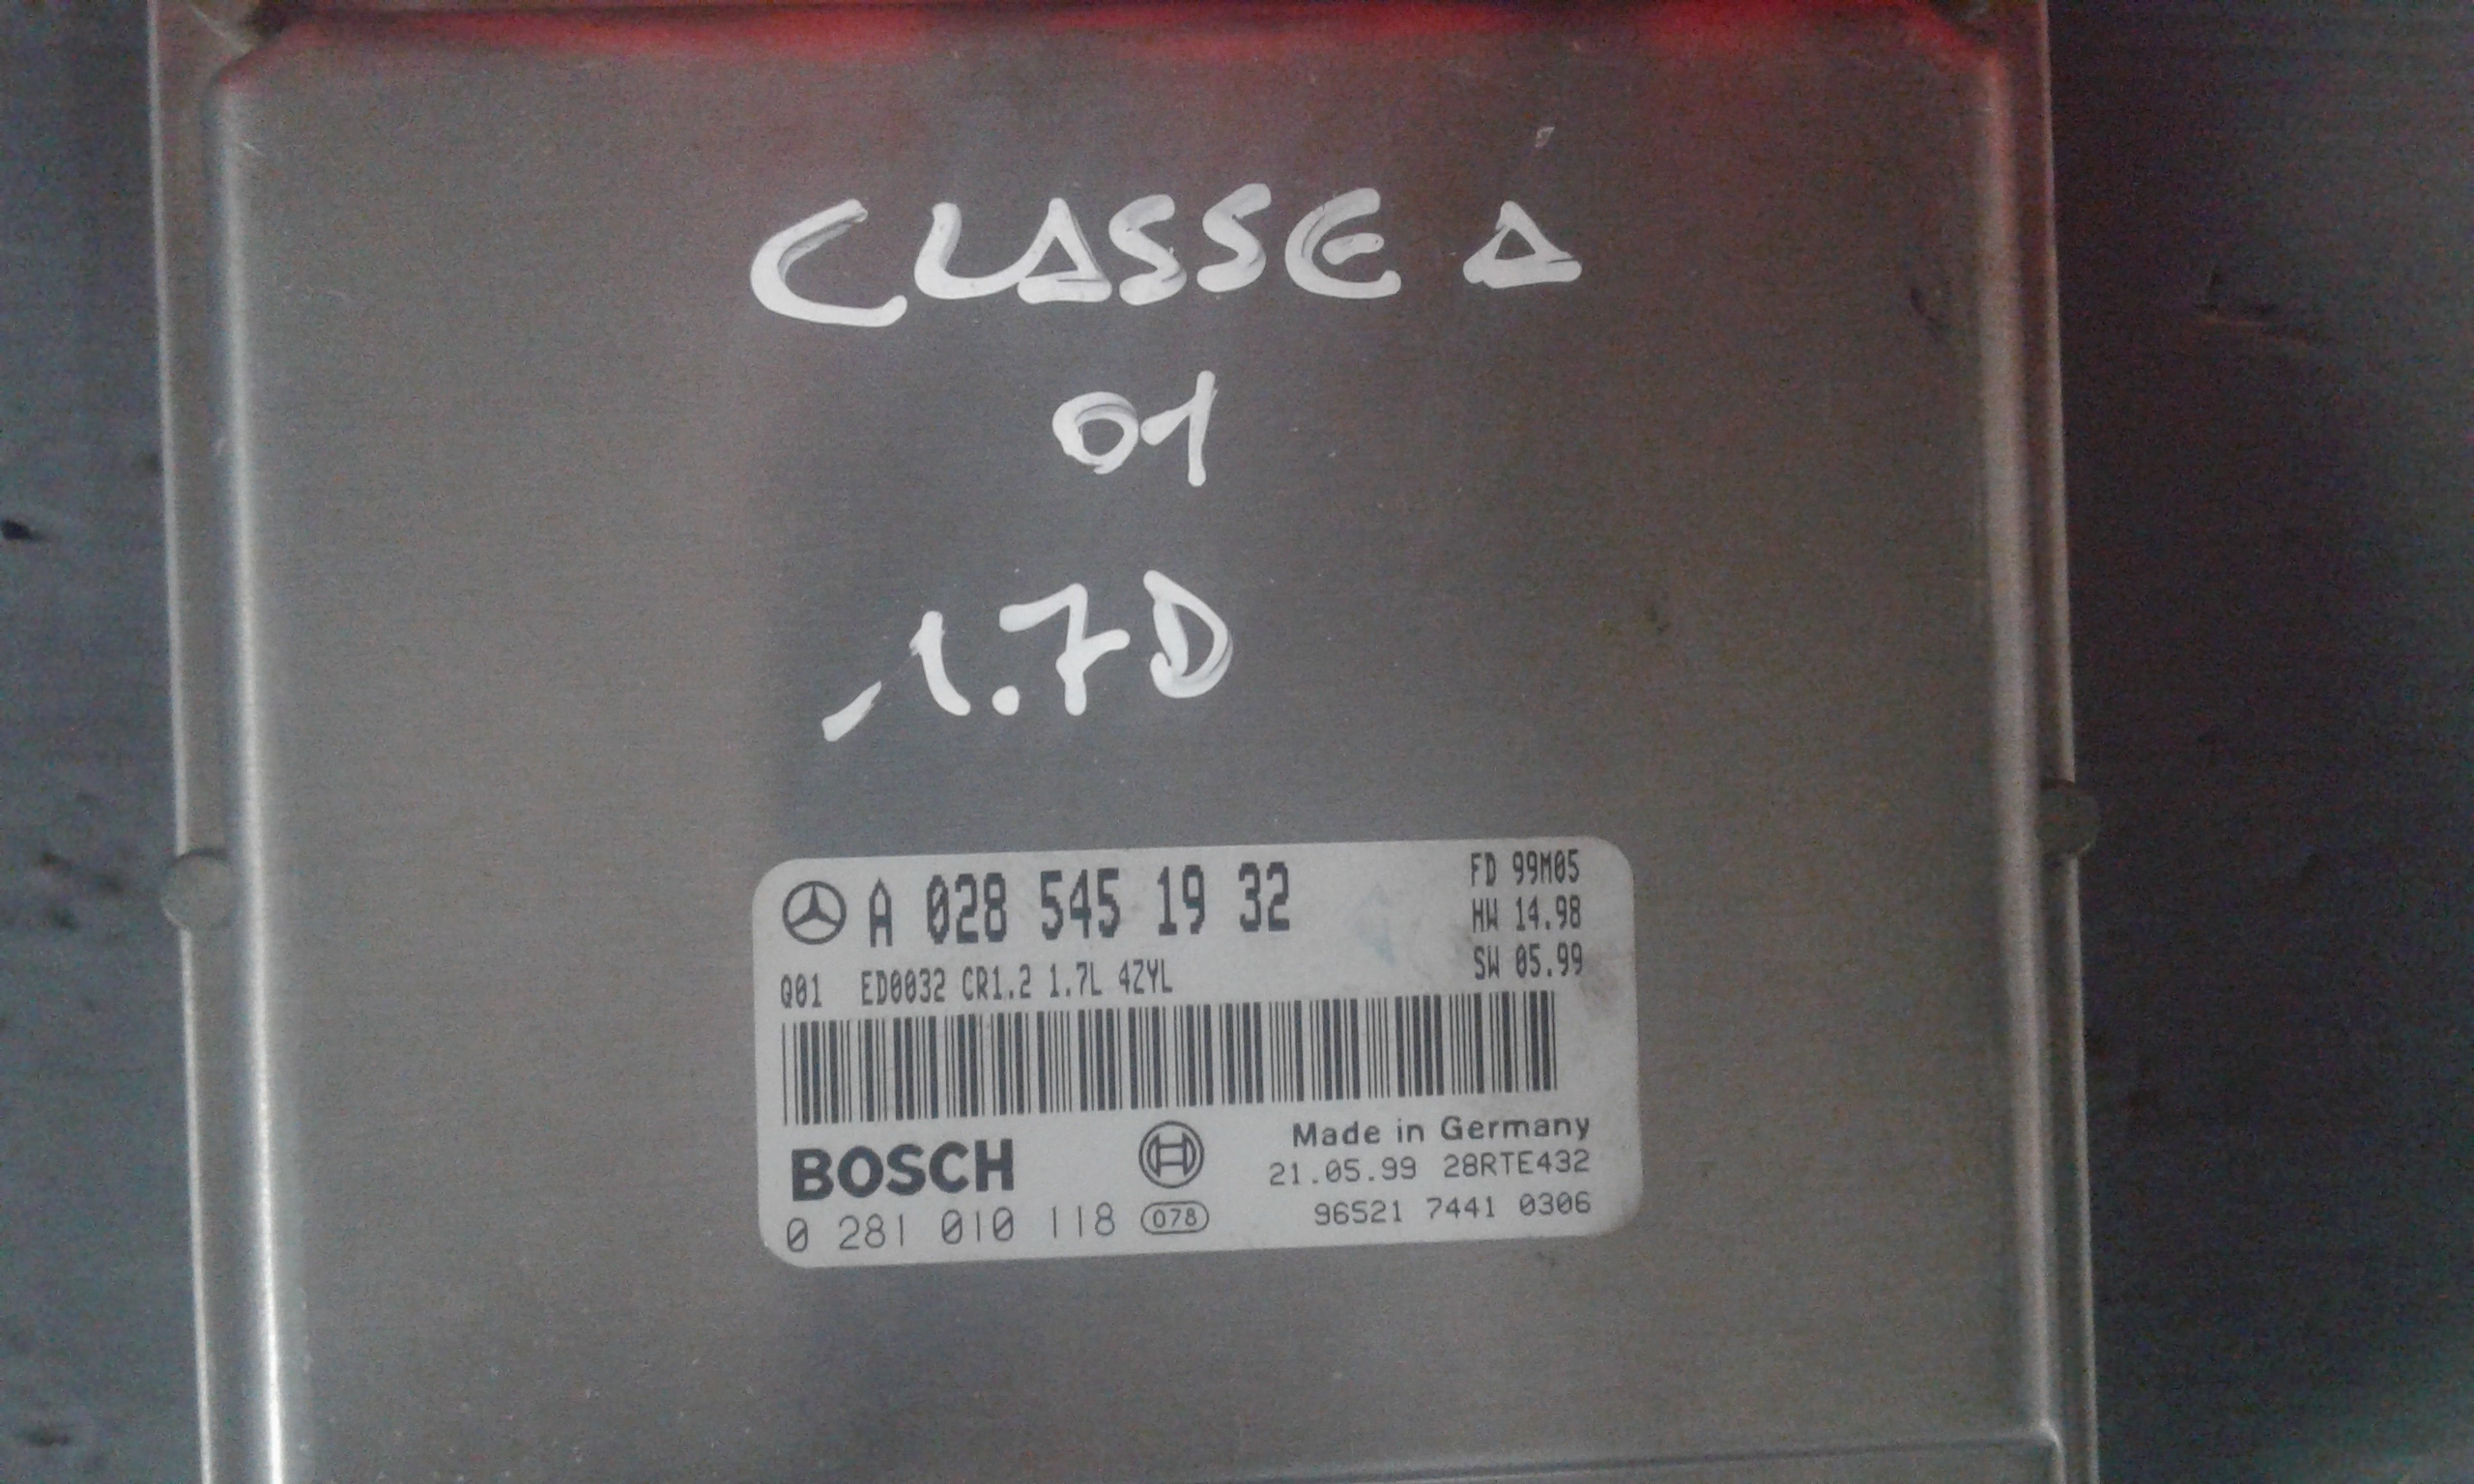 CLASSE A
01
1.7D
A 028 545 19 32
FD 99M05
HW 14.98
SW 05.99
Q01 ED0032 CR1.2 1.7L 4ZYL
BOSCH
Made in Germany
21.05.99 28RTE432
0 281 010 118 078
96521 7441 0306